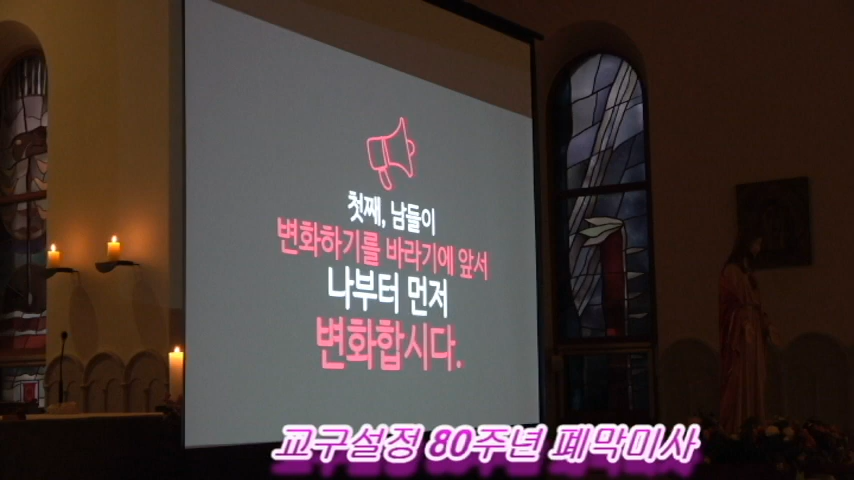 첫째, 남들이
변화하기를 바라기에 앞서
나부터 먼저
변화합시다.
교구설정 80주년 폐막미사